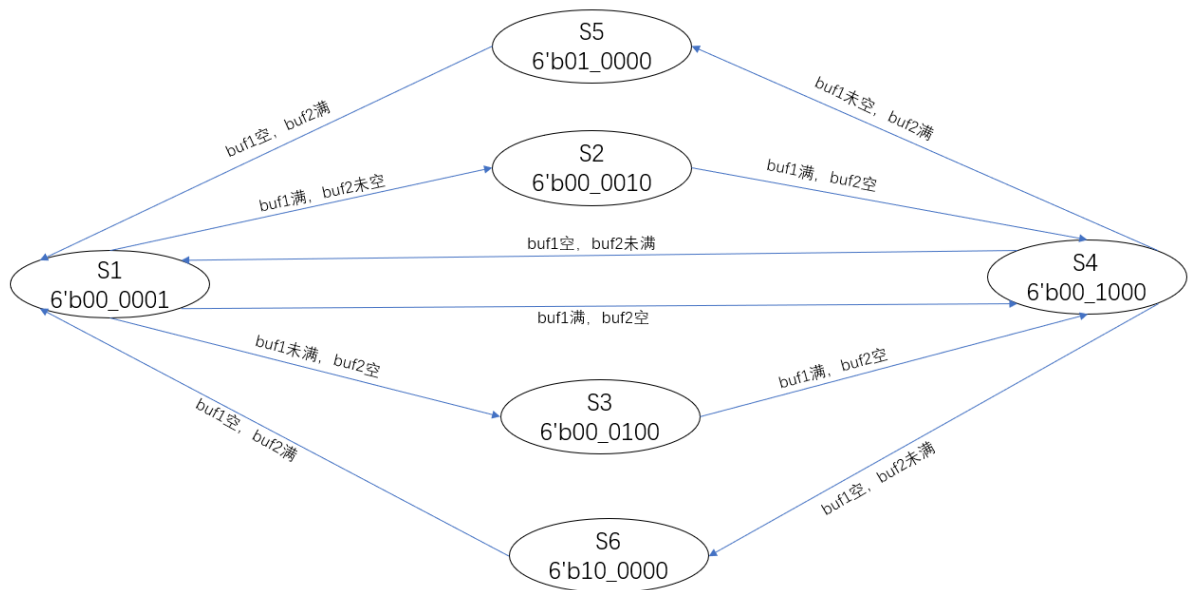 S5
6'b01_0000
buf1未空，buf2满
buf1空，buf2满
S2
6'b00_0010
buf1满，buf2空
buf1满，buf2未空
buf1空，buf2未满
S1
6'b00_0001
S4
6'b00_1000
buf1满，buf2空
buf1未满，buf2空
buf1满，buf2空
S3
6'b00_0100
buf1空，buf2满
buf1空，buf2未满
S6
6'b10_0000